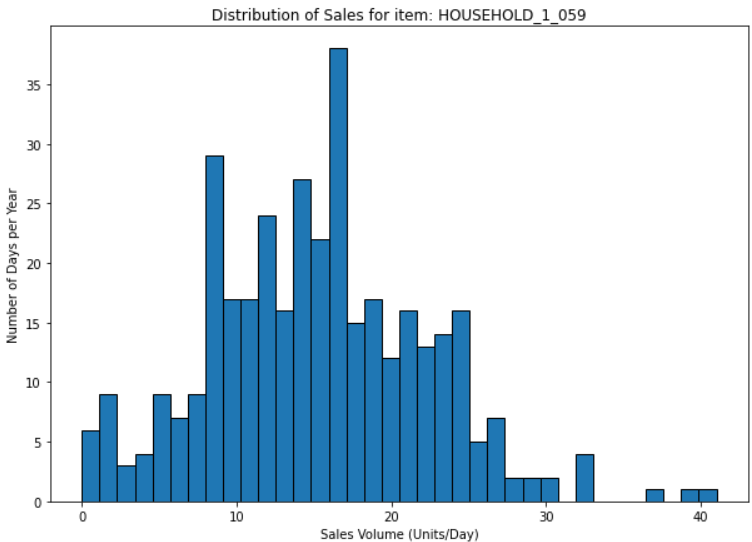 Distribution of Sales for item: HOUSEHOLD_1_059
35
30
25
20
15
10
5
0
Number of Days per Year
0 10 20 30 40
Sales Volume (Units/Day)